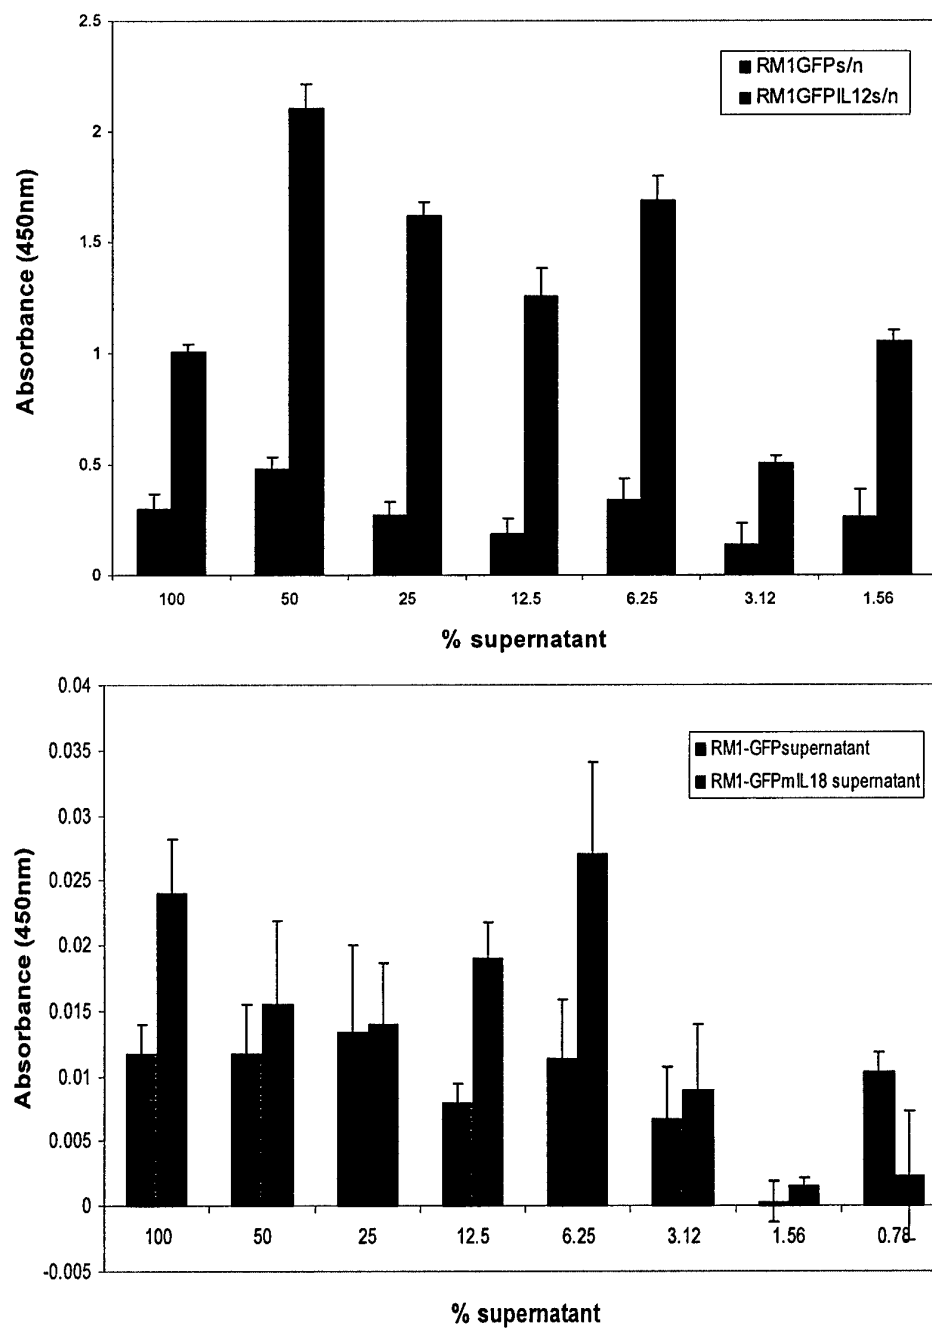 2.5
RM1GFPs/n
RM1GFPIL12s/n
2
1.5
1
0.5
0
Absorbance (450nm)
100 50 25 12.5 6.25 3.12 1.56
% supernatant
0.04
0.035
RM1-GFPsupernatant
RM1-GFPmIL18 supernatant
0.03
0.025
0.02
0.015
0.01
0.005
0
-0.005
Absorbance (450nm)
100 50 25 12.5 6.25 3.12 1.56 0.78
% supernatant